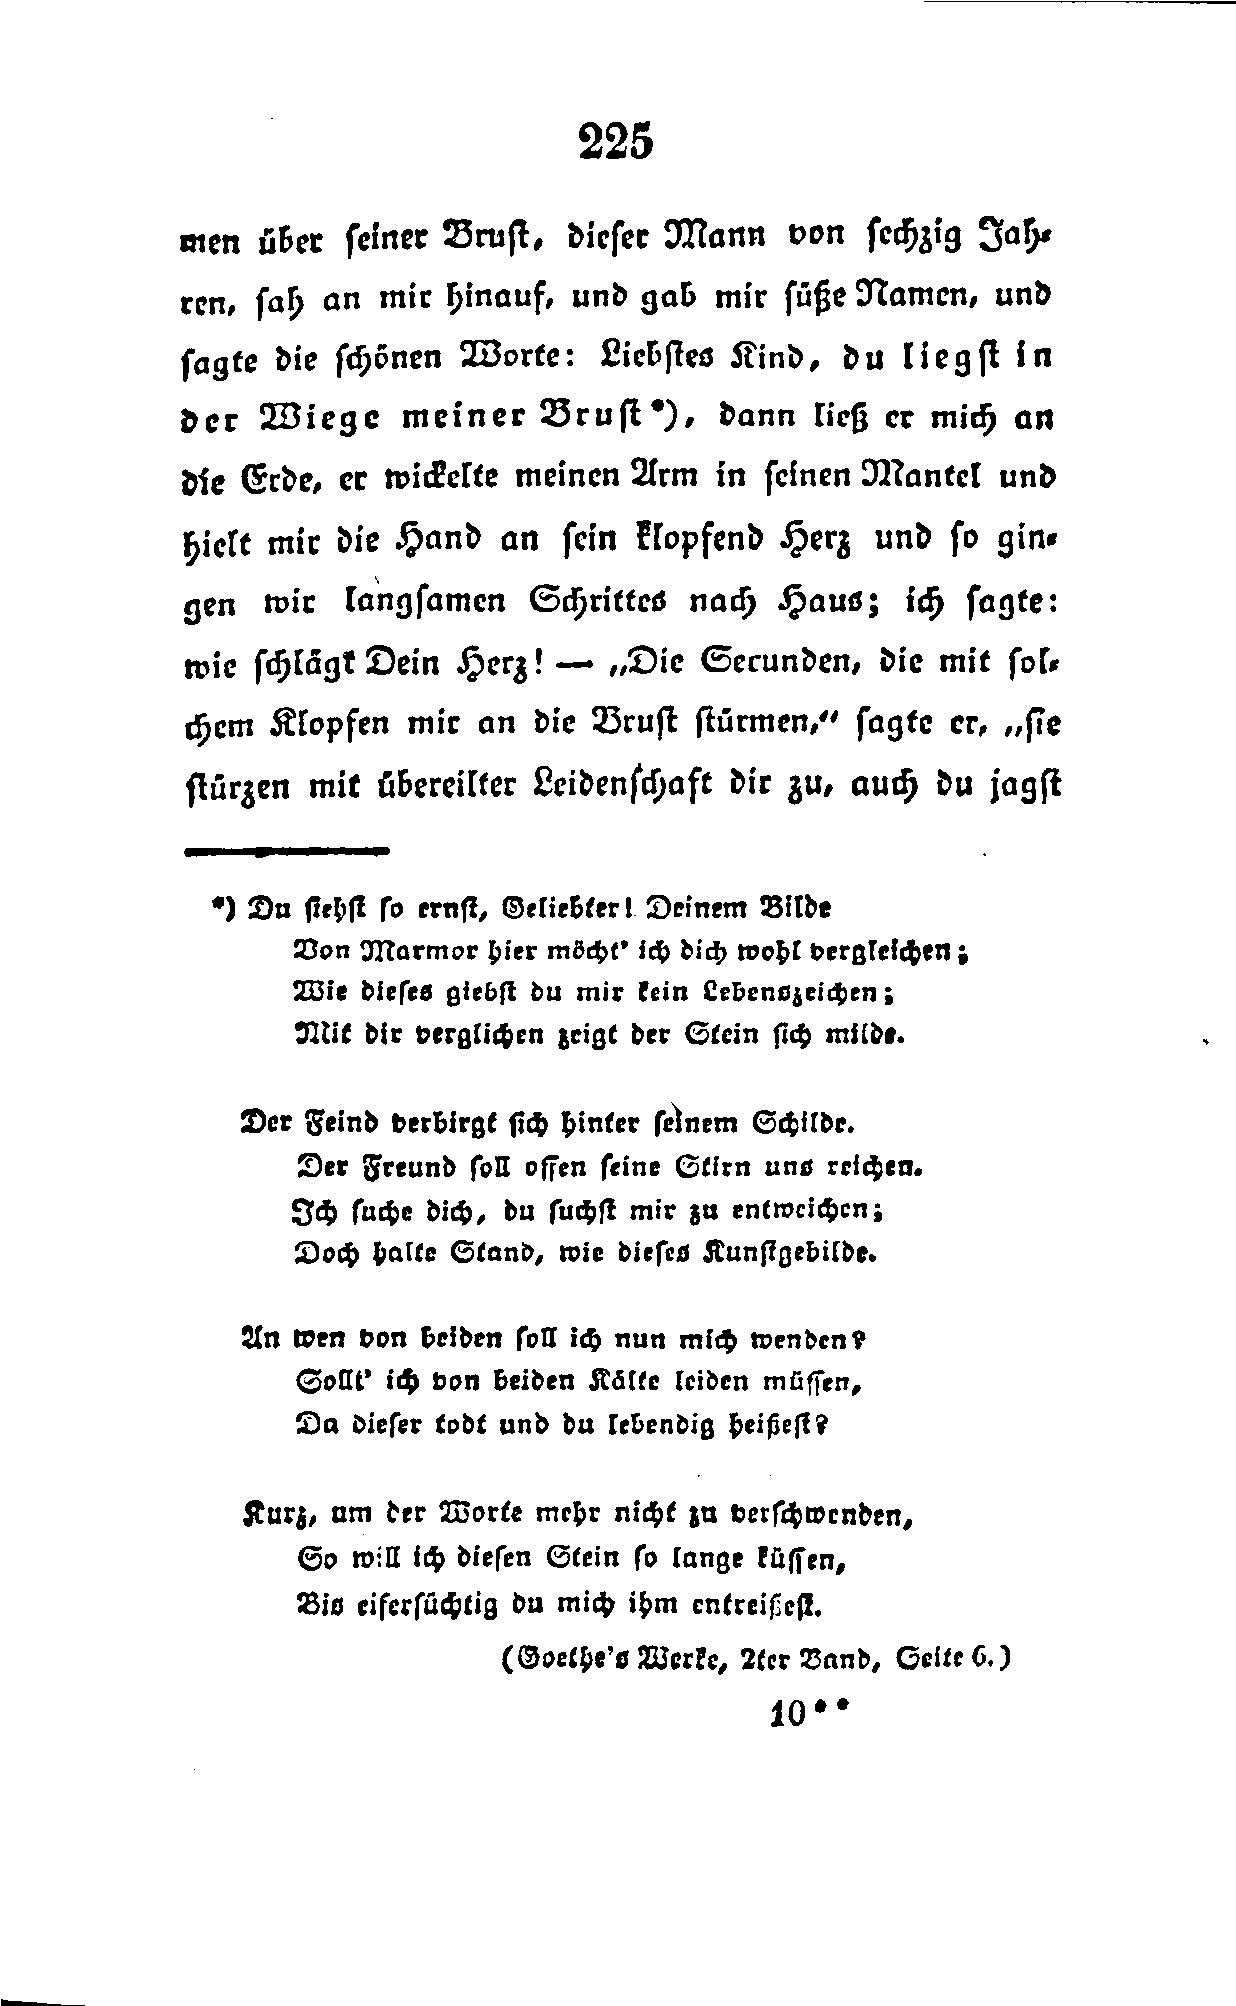 225
men über seiner Brust, dieser Mann von sechzig Jah-
ren, sah an mir hinauf, und gab mir süße Namen, und
sagte die schönen Worte: Liebstes Kind, du liegst in
der Wiege meiner Brust*), dann ließ er mich an
die Erde, er wickelte meinen Arm in seinen Mantel und
hielt mir die Hand an sein klopfend Herz und so gin-
gen wir langsamen Schrittes nach Haus; ich sagte:
wie schlägt Dein Herz! — „Die Secunden, die mit sol-
chem Klopfen mir an die Brust stürmen,“ sagte er, „sie
stürzen mit übereilter Leidenschaft dir zu, auch du jagst
*) Du siehst so ernst, Geliebter! Deinem Bilde
Von Marmor hier möcht’ ich dich wohl vergleichen;
Wie dieses giebst du mir kein Lebenszeichen;
Mit dir verglichen zeigt der Stein sich milde.
Der Feind verbirgt sich hinter seinem Schilde.
Der Freund soll offen seine Stirn uns reichen.
Ich suche dich, du suchst mir zu entweichen;
Doch halte Stand, wie dieses Kunstgebilde.
An wen von beiden soll ich nun mich wenden?
Sollt’ ich von beiden Kälte leiden müssen,
Da dieser todt und du lebendig heißest?
Kurz, um der Worte mehr nicht zu verschwenden,
So will ich diesen Stein so lange küssen,
Bis eifersüchtig du mich ihm entreißest.
(Goethe’s Werke, 2ter Band, Seite 6.)
10**